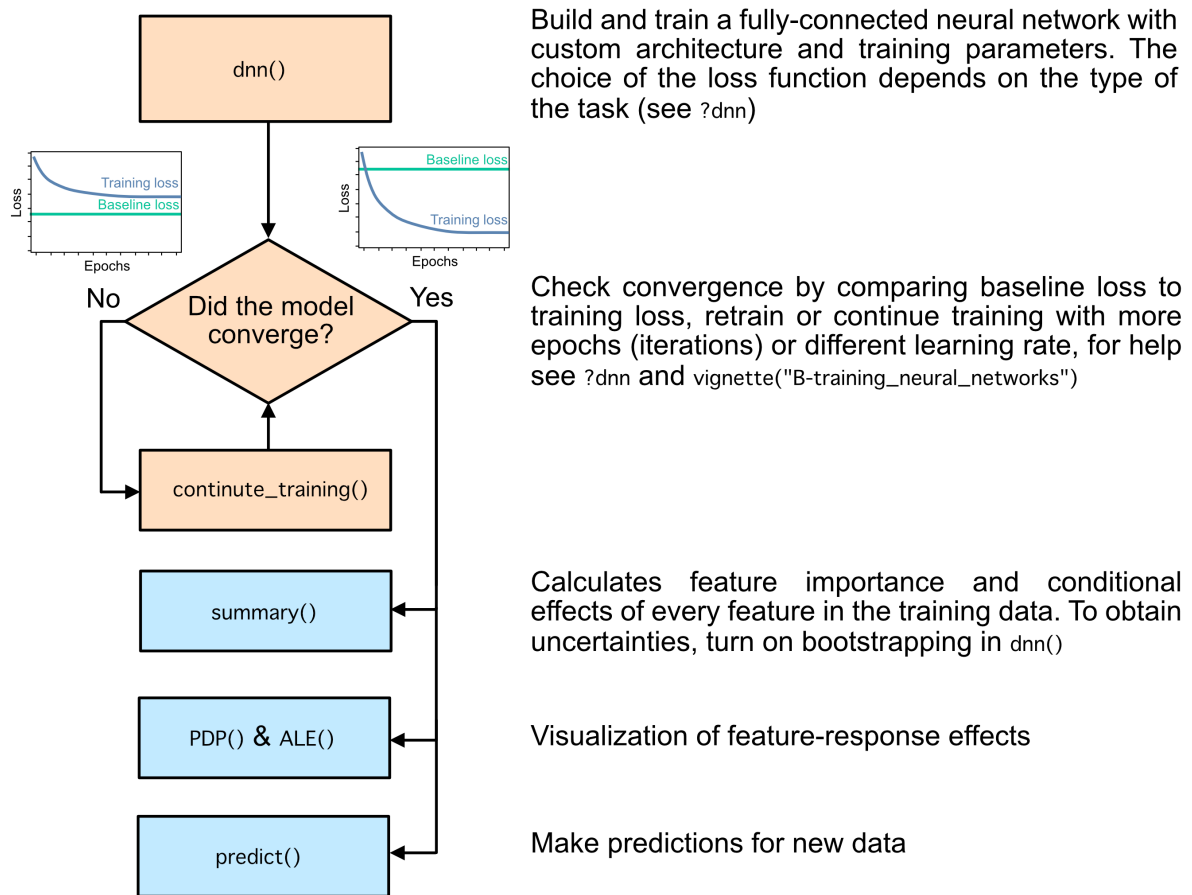 dnn()
Build and train a fully-connected neural network with
custom architecture and training parameters. The
choice of the loss function depends on the type of
the task (see ?dnn)
Loss
Training loss
Baseline loss
Epochs
Loss
Baseline loss
Training loss
Epochs
No
Yes
Did the model
converge?
Check convergence by comparing baseline loss to
training loss, retrain or continue training with more
epochs (iterations) or different learning rate, for help
see ?dnn and vignette("B-training_neural_networks")
continute_training()
summary()
Calculates feature importance and conditional
effects of every feature in the training data. To obtain
uncertainties, turn on bootstrapping in dnn()
PDP() & ALE()
Visualization of feature-response effects
predict()
Make predictions for new data